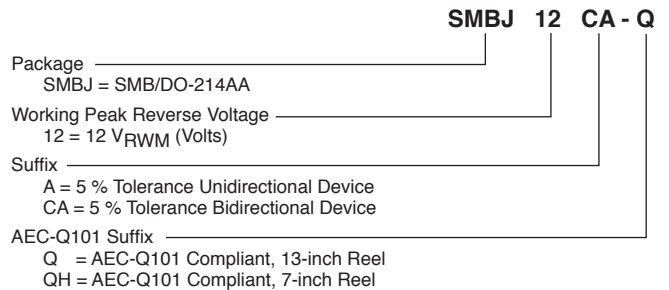 SMBJ 12 CA - Q
Package
SMBJ = SMB/DO-214AA
Working Peak Reverse Voltage
12 = 12 VRWM (Volts)
Suffix
A = 5 % Tolerance Unidirectional Device
CA = 5 % Tolerance Bidirectional Device
AEC-Q101 Suffix
Q = AEC-Q101 Compliant, 13-inch Reel
QH = AEC-Q101 Compliant, 7-inch Reel